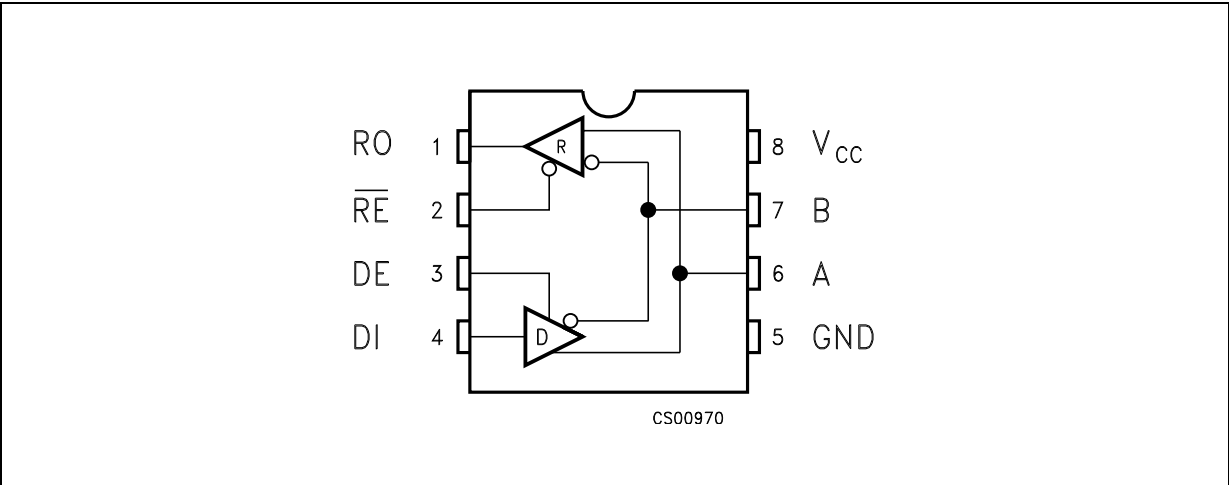 RO 1 R 8 VCC
RE 2 7 B
DE 3 6 A
DI 4 D 5 GND
CS00970